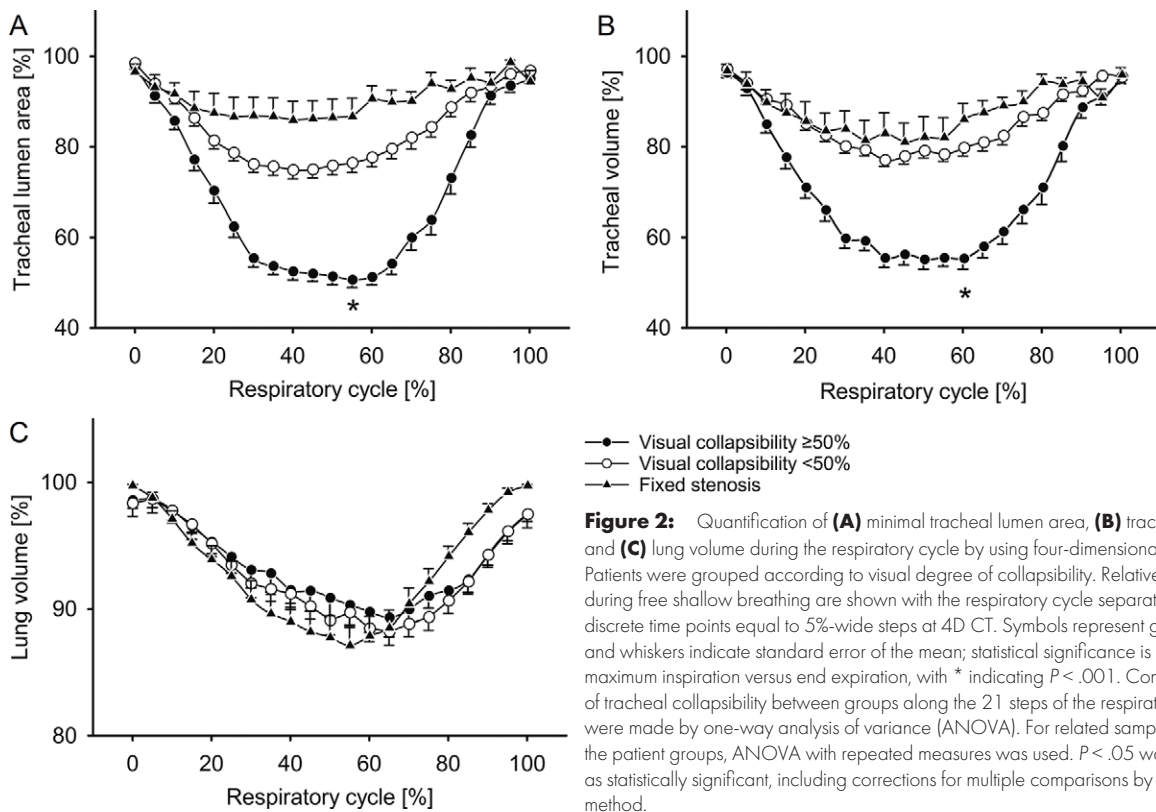 A
Tracheal lumen area [%]
100
80
60
40
*
0 20 40 60 80 100
Respiratory cycle [%]
B
Tracheal volume [%]
100
80
60
40
*
0 20 40 60 80 100
Respiratory cycle [%]
C
Lung volume [%]
100
90
80
0 20 40 60 80 100
Respiratory cycle [%]
Visual collapsibility ≥50%
Visual collapsibility <50%
Fixed stenosis
Figure 2: Quantification of (A) minimal tracheal lumen area, (B) trac
and (C) lung volume during the respiratory cycle by using four-dimensional
Patients were grouped according to visual degree of collapsibility. Relative
during free shallow breathing are shown with the respiratory cycle separat
discrete time points equal to 5%-wide steps at 4D CT. Symbols represent g
and whiskers indicate standard error of the mean; statistical significance is
maximum inspiration versus end expiration, with * indicating P < .001. Con
of tracheal collapsibility between groups along the 21 steps of the respirat
were made by one-way analysis of variance (ANOVA). For related samp
the patient groups, ANOVA with repeated measures was used. P < .05 wa
as statistically significant, including corrections for multiple comparisons by
method.